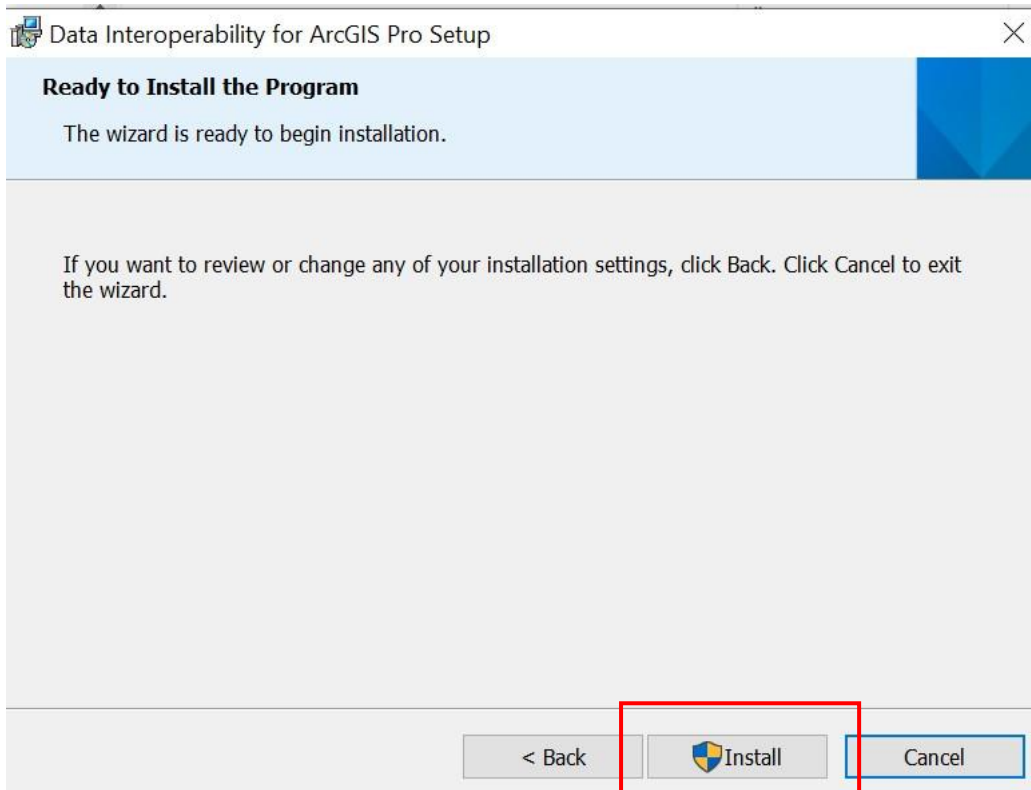 Data Interoperability for ArcGIS Pro Setup
Ready to Install the Program
The wizard is ready to begin installation.
If you want to review or change any of your installation settings, click Back. Click Cancel to exit
the wizard.
< Back
Install
Cancel